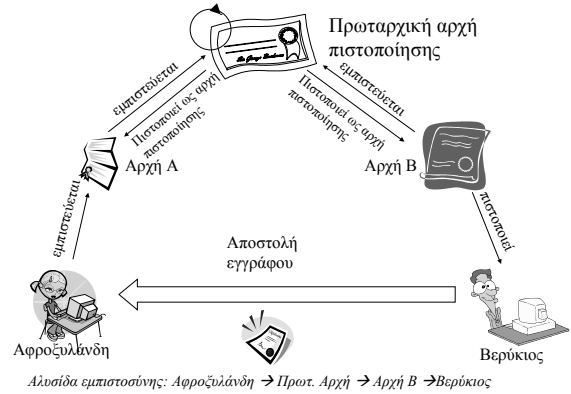 Πρωταρχική αρχή
πιστοποίησης
εμπιστεύεται
Πιστοποιεί ως αρχή
πιστοποίησης
εμπιστεύεται
Πιστοποιεί ως αρχή
πιστοποίησης
Αρχή Α
Αρχή Β
εμπιστεύεται
πιστοποιεί
Αποστολή
εγγράφου
Αφροξυλάνδη
Βερύκιος
Αλυσίδα εμπιστοσύνης: Αφροξυλάνδη → Πρωτ. Αρχή → Αρχή Β →Βερύκιος